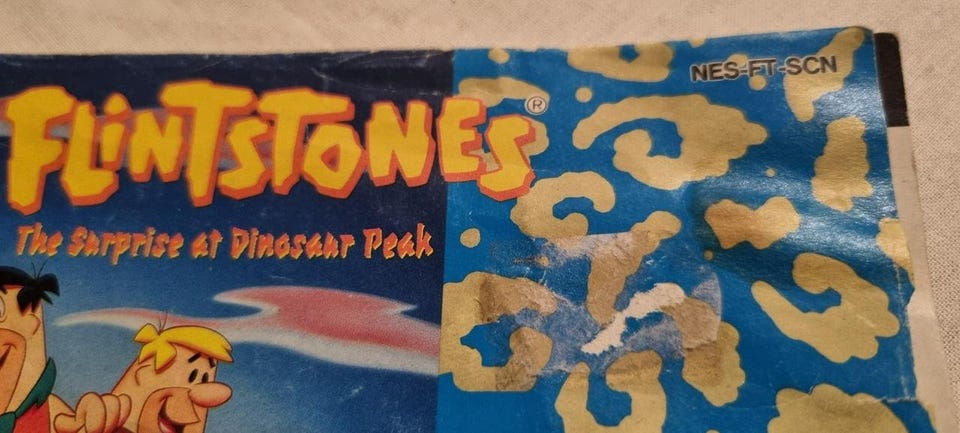 NES-FT-SCN
FLINTSTONES®
The Surprise at Dinosaur Peak